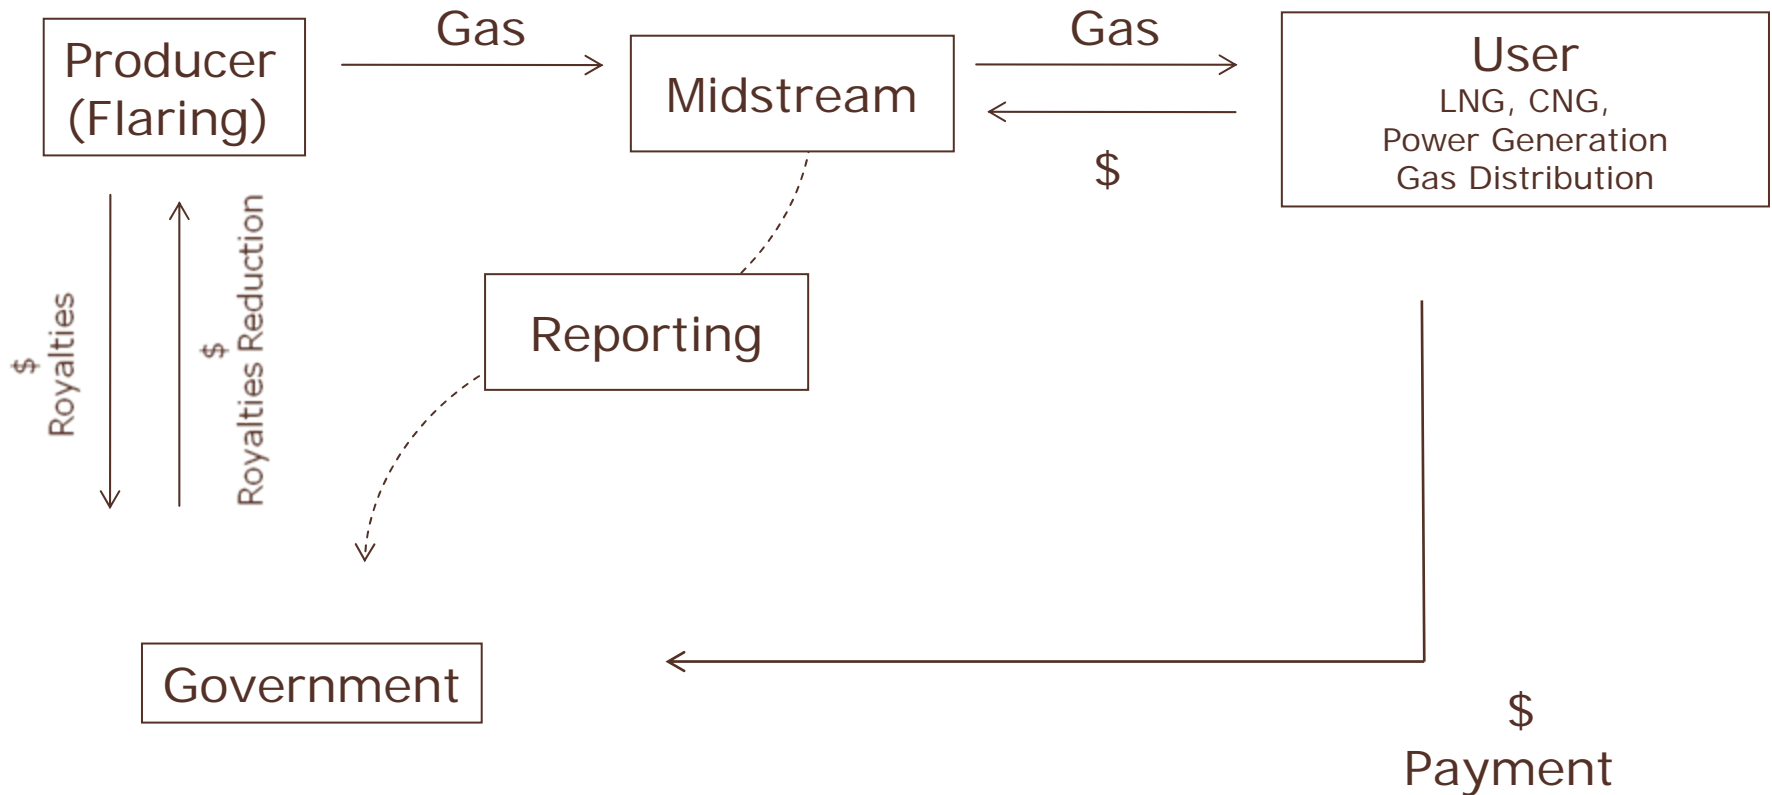 Producer
(Flaring)
Gas
Midstream
Gas
$
User
LNG, CNG,
Power Generation
Gas Distribution
$
Royalties
$
Royalties Reduction
Reporting
Government
$
Payment